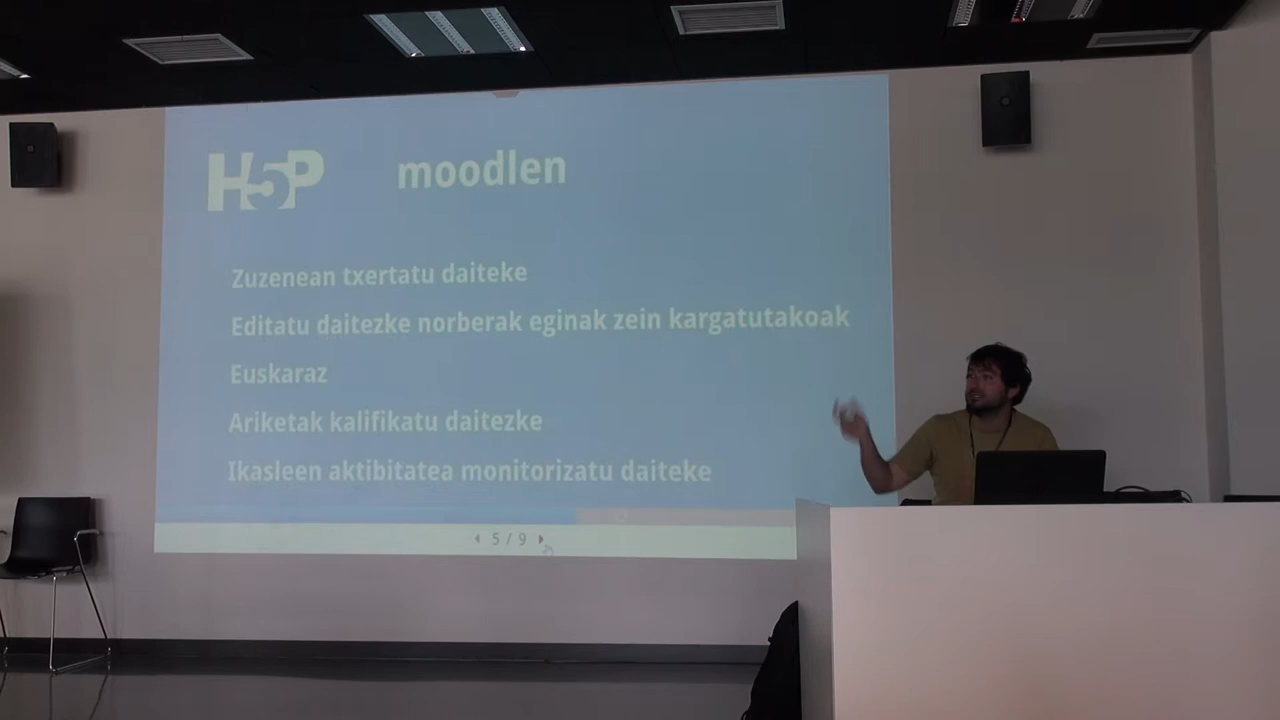 H5P moodlen
Zuzenean txertatu daiteke
Editatu daitezke norberak eginak zein kargatutakoak
Euskaraz
Ariketak kalifikatu daitezke
Ikasleen aktibitatea monitorizatu daiteke
5 / 9